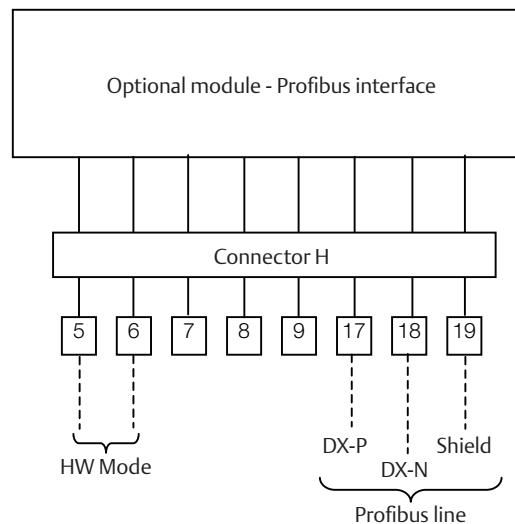 Optional module - Profibus interface
Connector H
5 6 7 8 9 17 18 19
DX-P Shield
HW Mode DX-N
Profibus line